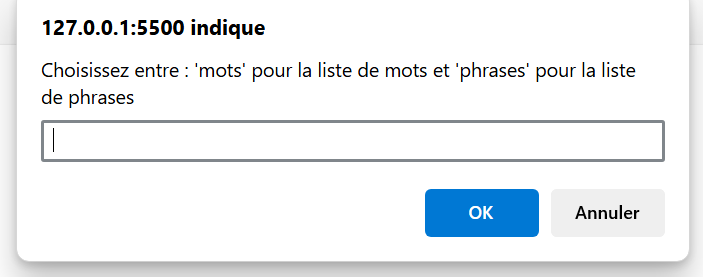 127.0.0.1:5500 indique
Choisissez entre : 'mots' pour la liste de mots et 'phrases' pour la liste
de phrases
OK
Annuler